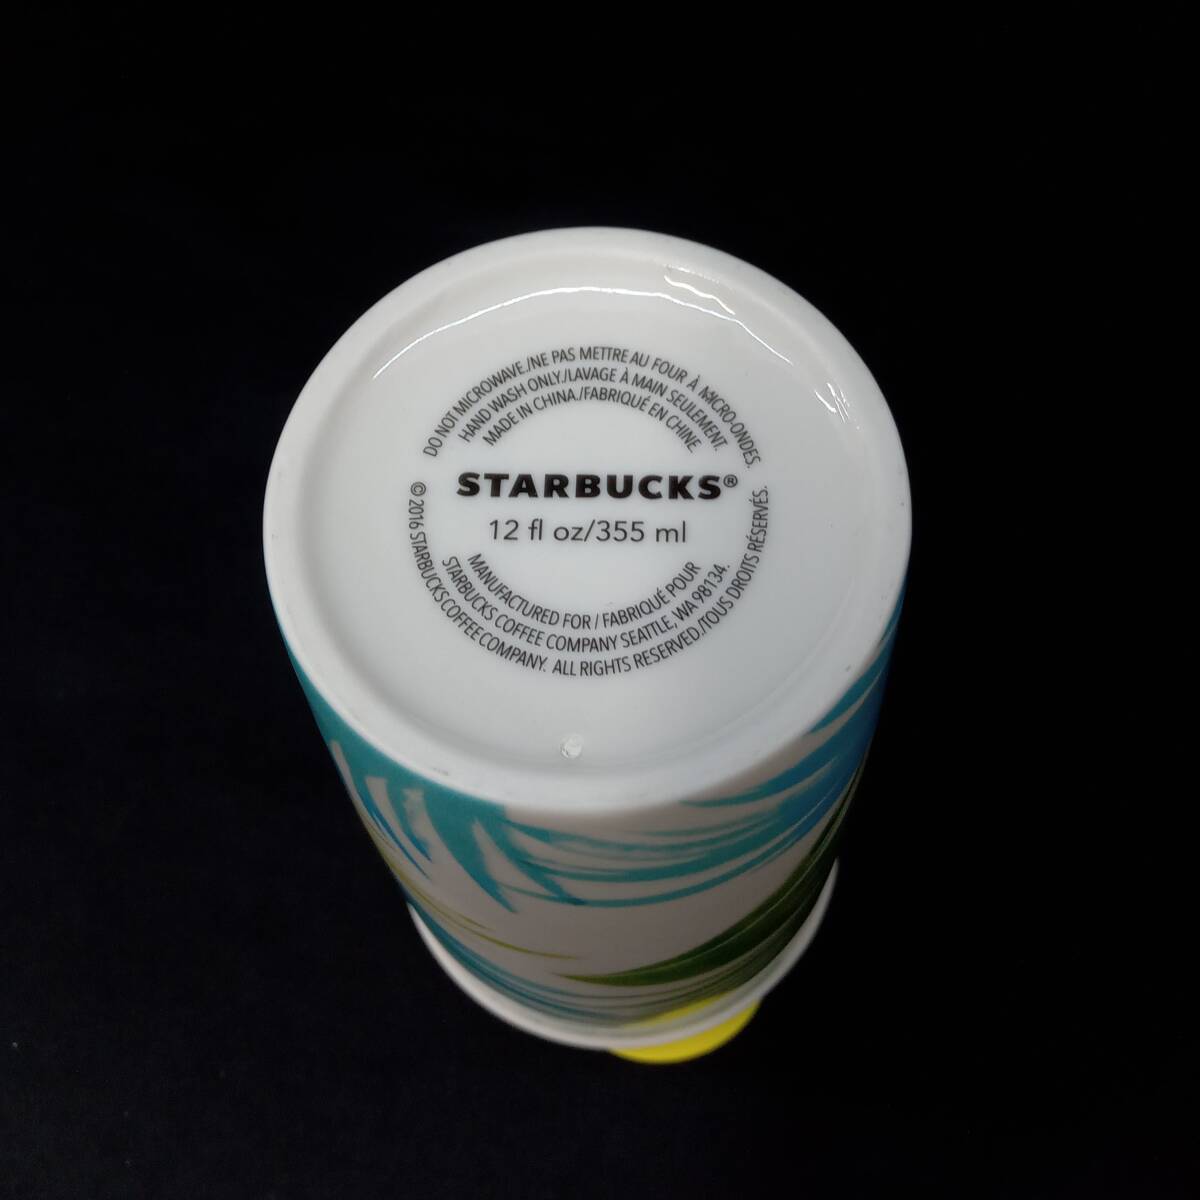 DO NOT MICROWAVE./NE PAS METTRE AU FOUR À MICRO-ONDES.
HAND WASH ONLY./LAVAGE À MAIN SEULEMENT.
MADE IN CHINA./FABRIQUÉ EN CHINE.
STARBUCKS®
12 fl oz/355 ml
MANUFACTURED FOR / FABRIQUÉ POUR
STARBUCKS COFFEE COMPANY SEATTLE, WA 98134.
© 2016 STARBUCKS COFFEE COMPANY. ALL RIGHTS RESERVED./TOUS DROITS RÉSERVÉS.